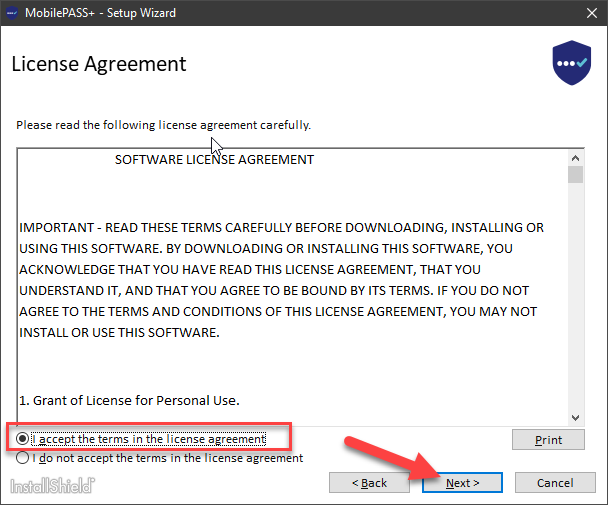 MobilePASS+ - Setup Wizard
License Agreement
Please read the following license agreement carefully.
SOFTWARE LICENSE AGREEMENT
IMPORTANT - READ THESE TERMS CAREFULLY BEFORE DOWNLOADING, INSTALLING OR
USING THIS SOFTWARE. BY DOWNLOADING OR INSTALLING THIS SOFTWARE, YOU
ACKNOWLEDGE THAT YOU HAVE READ THIS LICENSE AGREEMENT, THAT YOU
UNDERSTAND IT, AND THAT YOU AGREE TO BE BOUND BY ITS TERMS. IF YOU DO NOT
AGREE TO THE TERMS AND CONDITIONS OF THIS LICENSE AGREEMENT, YOU MAY NOT
INSTALL OR USE THIS SOFTWARE.
1. Grant of License for Personal Use.
I accept the terms in the license agreement
Print
I do not accept the terms in the license agreement
InstallShield
< Back
Next >
Cancel